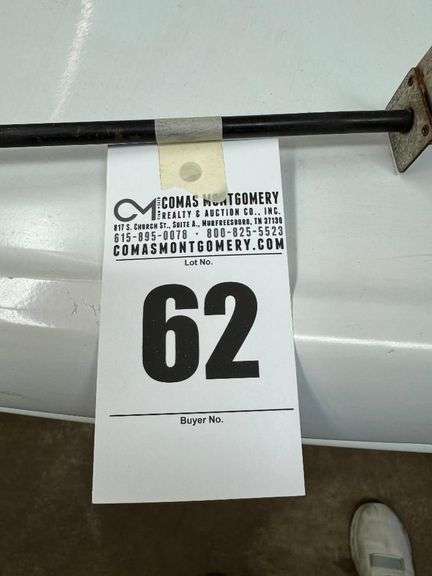 CM COMAS MONTGOMERY
REALTY & AUCTION CO., INC.
817 S. CHURCH ST., SUITE A., MURFREESBORO, TN 37130
615-895-0078 • 800-825-5523
COMASMONTGOMERY.COM
Lot No.
62
Buyer No.